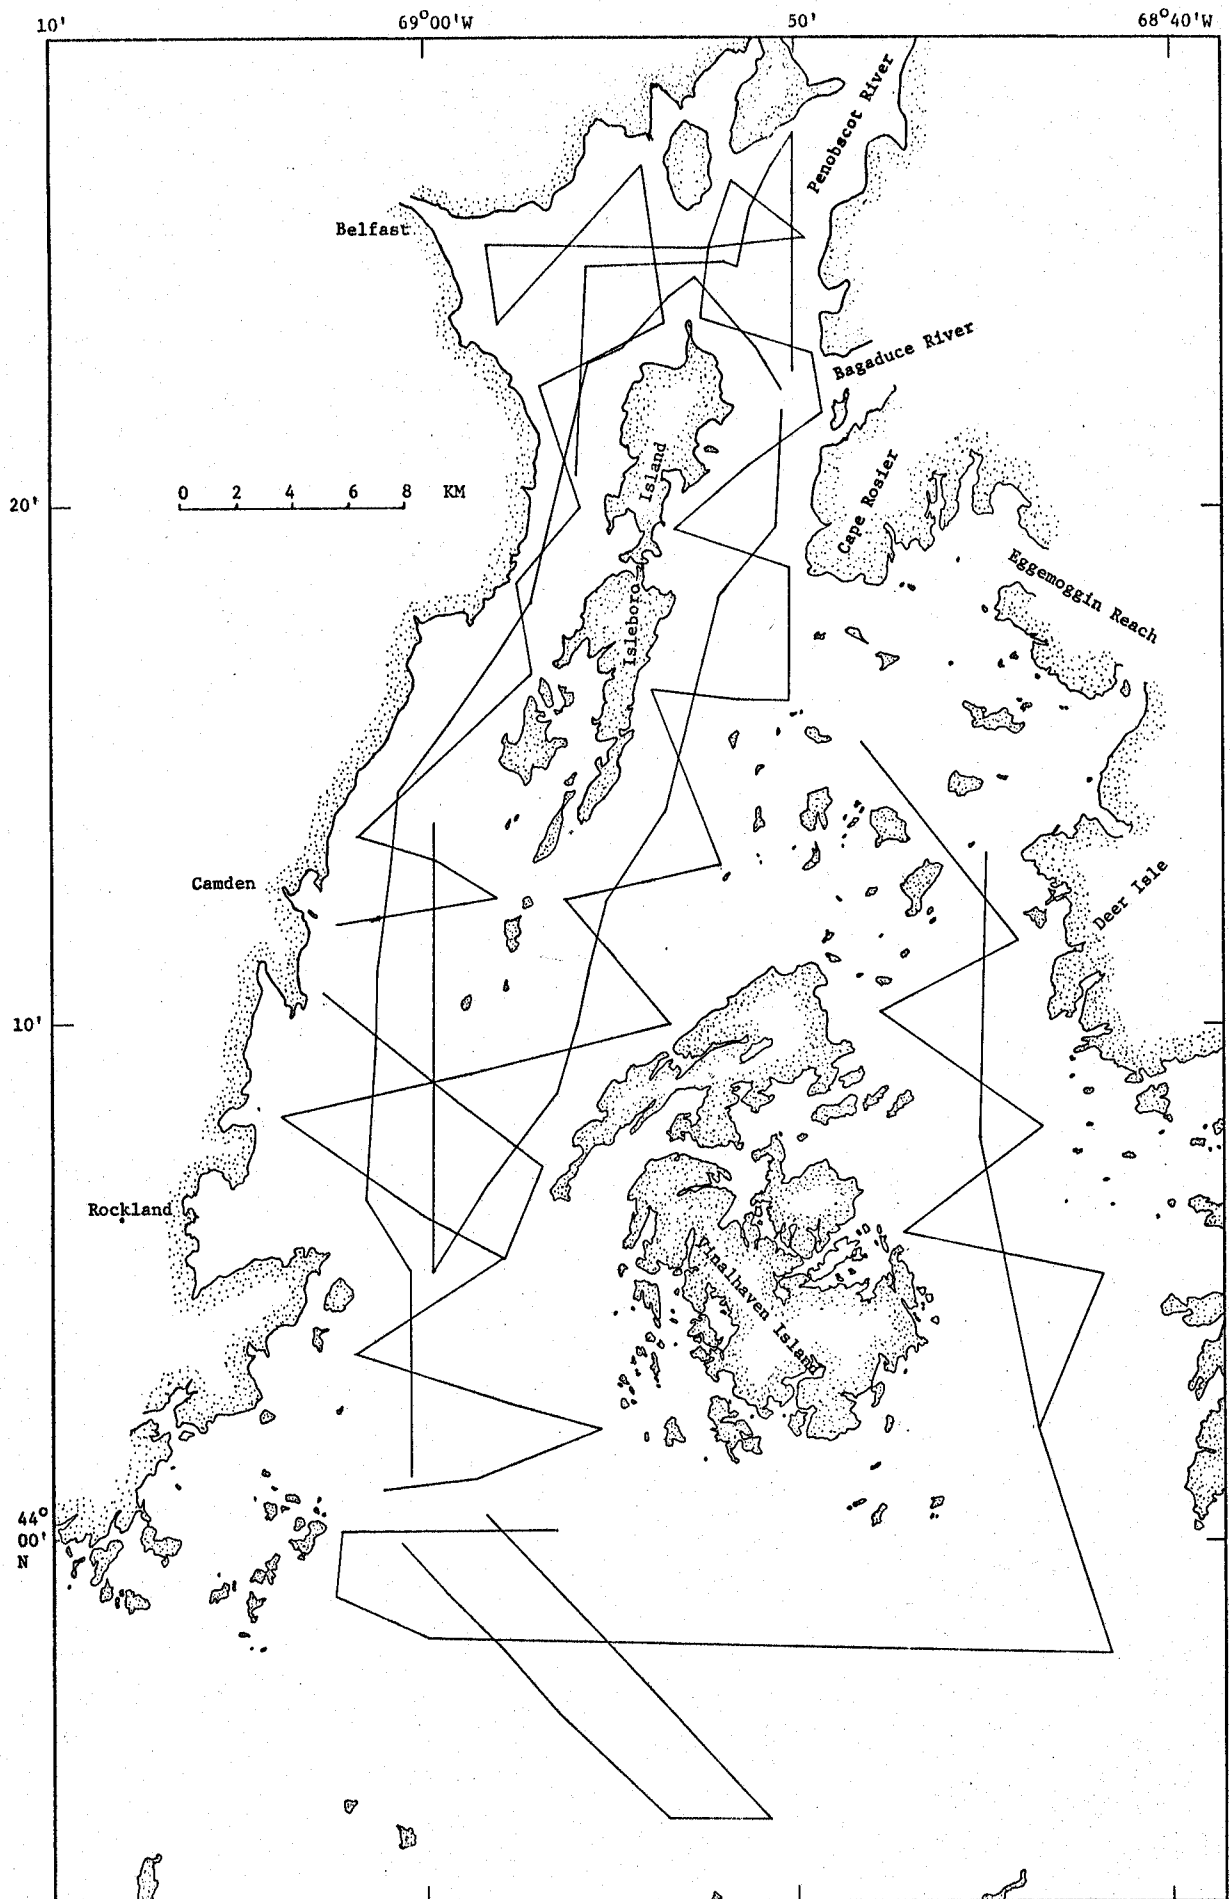 10' 69°00'W 50' 68°40'W
Penobscot River
Belfast
Bagaduce River
20'
0 2 4 6 8 KM
Island
Cape Rosier
Eggemoggin Reach
Isleboro
Camden
Deer Isle
10'
Rockland
Vinalhaven Island
44°
00'
N